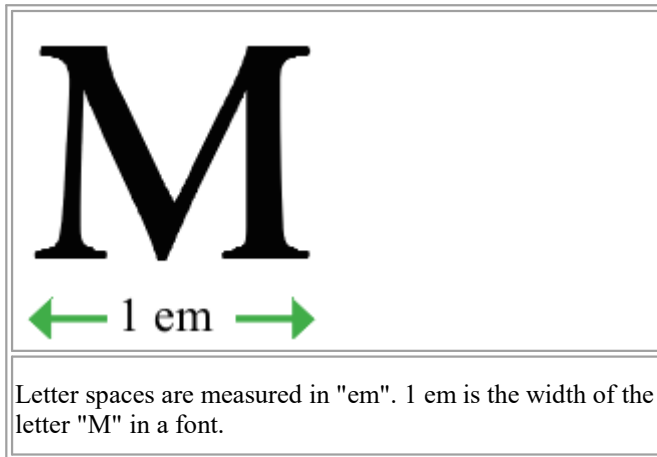 M
1 em
Letter spaces are measured in "em". 1 em is the width of the
letter "M" in a font.